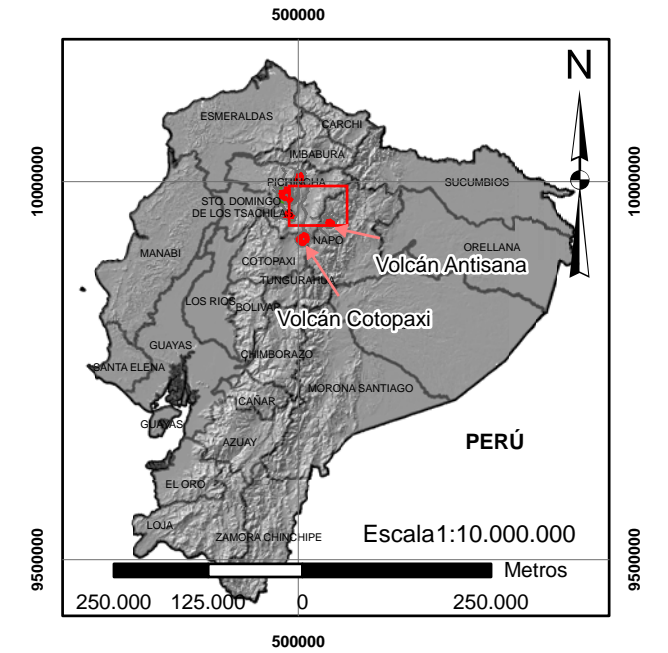 500000
N
ESMERALDAS
CARCHI
IMBABURA
10000000
10000000
PICHINCHA
SUCUMBIOS
STO. DOMINGO
DE LOS TSACHILAS
NAPO
ORELLANA
MANABI
COTOPAXI
Volcán Antisana
TUNGURAHUA
LOS RIOS
BOLIVAR
Volcán Cotopaxi
GUAYAS
CHIMBORAZO
SANTA ELENA
MORONA SANTIAGO
CAÑAR
GUAYAS
AZUAY
PERÚ
EL ORO
LOJA
ZAMORA CHINCHIPE
Escala1:10.000.000
9500000
9500000
Metros
250.000 125.000 0 250.000
500000